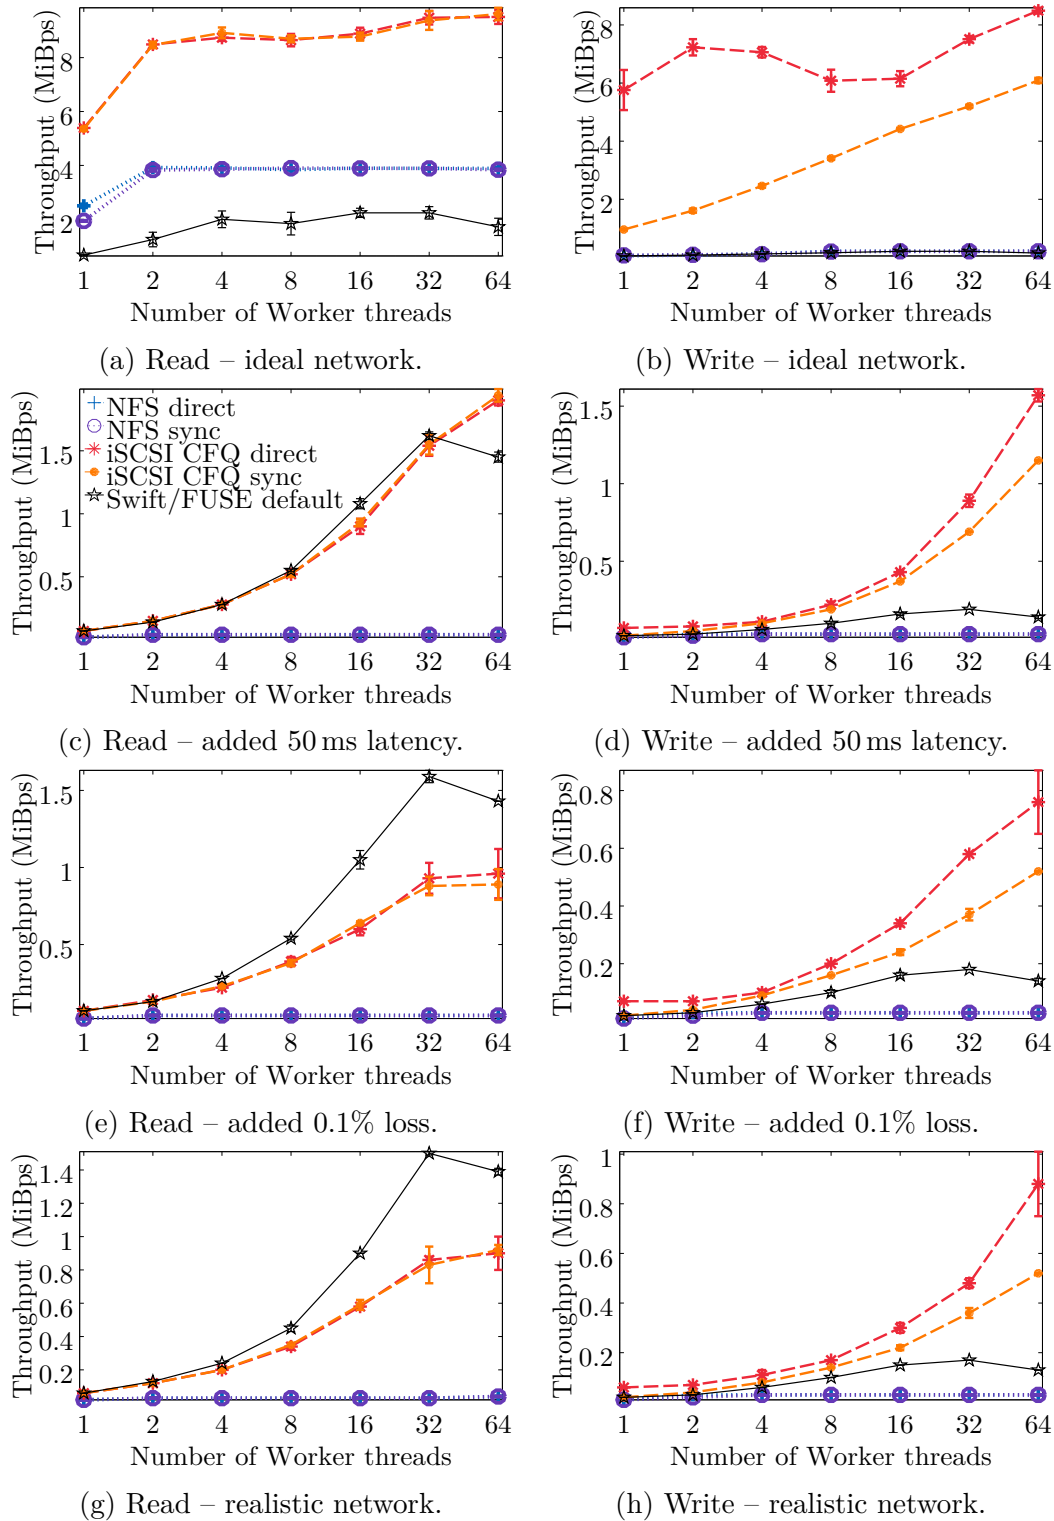 Throughput (MiBps)
8
6
4
2
1 2 4 8 16 32 64
Number of Worker threads
(a) Read – ideal network.
Throughput (MiBps)
8
6
4
2
1 2 4 8 16 32 64
Number of Worker threads
(b) Write – ideal network.
Throughput (MiBps)
1.5
1
0.5
NFS direct
NFS sync
iSCSI CFQ direct
iSCSI CFQ sync
Swift/FUSE default
1 2 4 8 16 32 64
Number of Worker threads
(c) Read – added 50 ms latency.
Throughput (MiBps)
1.5
1
0.5
1 2 4 8 16 32 64
Number of Worker threads
(d) Write – added 50 ms latency.
Throughput (MiBps)
1.5
1
0.5
1 2 4 8 16 32 64
Number of Worker threads
(e) Read – added 0.1% loss.
Throughput (MiBps)
0.8
0.6
0.4
0.2
1 2 4 8 16 32 64
Number of Worker threads
(f) Write – added 0.1% loss.
Throughput (MiBps)
1.4
1.2
1
0.8
0.6
0.4
0.2
1 2 4 8 16 32 64
Number of Worker threads
(g) Read – realistic network.
Throughput (MiBps)
1
0.8
0.6
0.4
0.2
1 2 4 8 16 32 64
Number of Worker threads
(h) Write – realistic network.